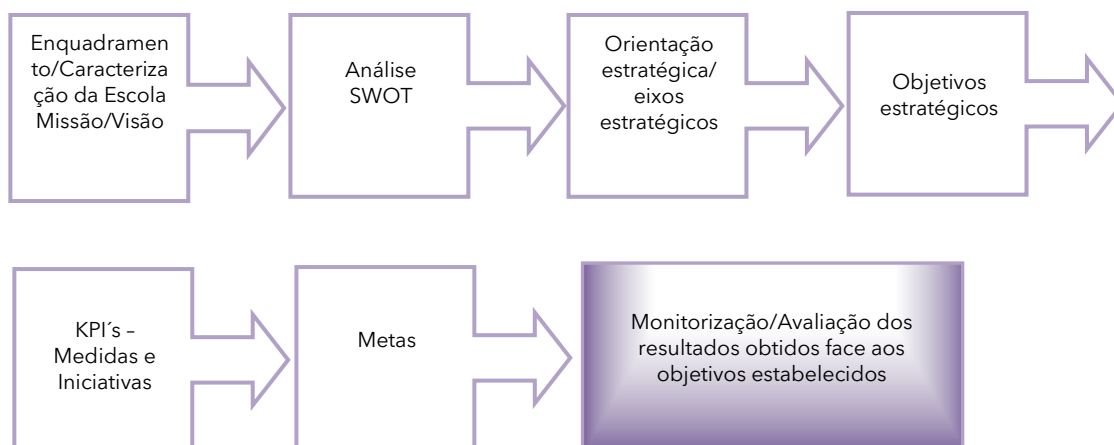 Enquadramen
to/Caracteriza
ção da Escola
Missão/Visão
Análise
SWOT
Orientação
estratégica/
eixos
estratégicos
Objetivos
estratégicos
KPI´s –
Medidas e
Iniciativas
Metas
Monitorização/Avaliação dos
resultados obtidos face aos
objetivos estabelecidos